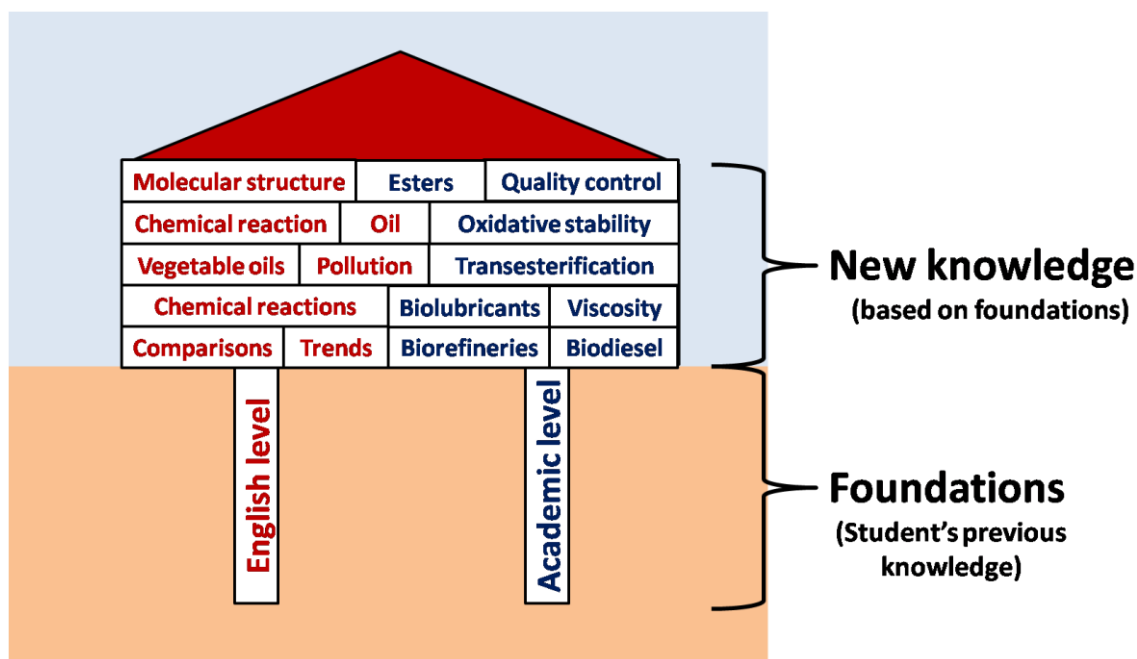 Molecular structure Esters Quality control
Chemical reaction Oil Oxidative stability
Vegetable oils Pollution Transesterification
Chemical reactions Biolubricants Viscosity
Comparisons Trends Biorefineries Biodiesel
New knowledge
(based on foundations)
English level
Academic level
Foundations
(Student's previous
knowledge)